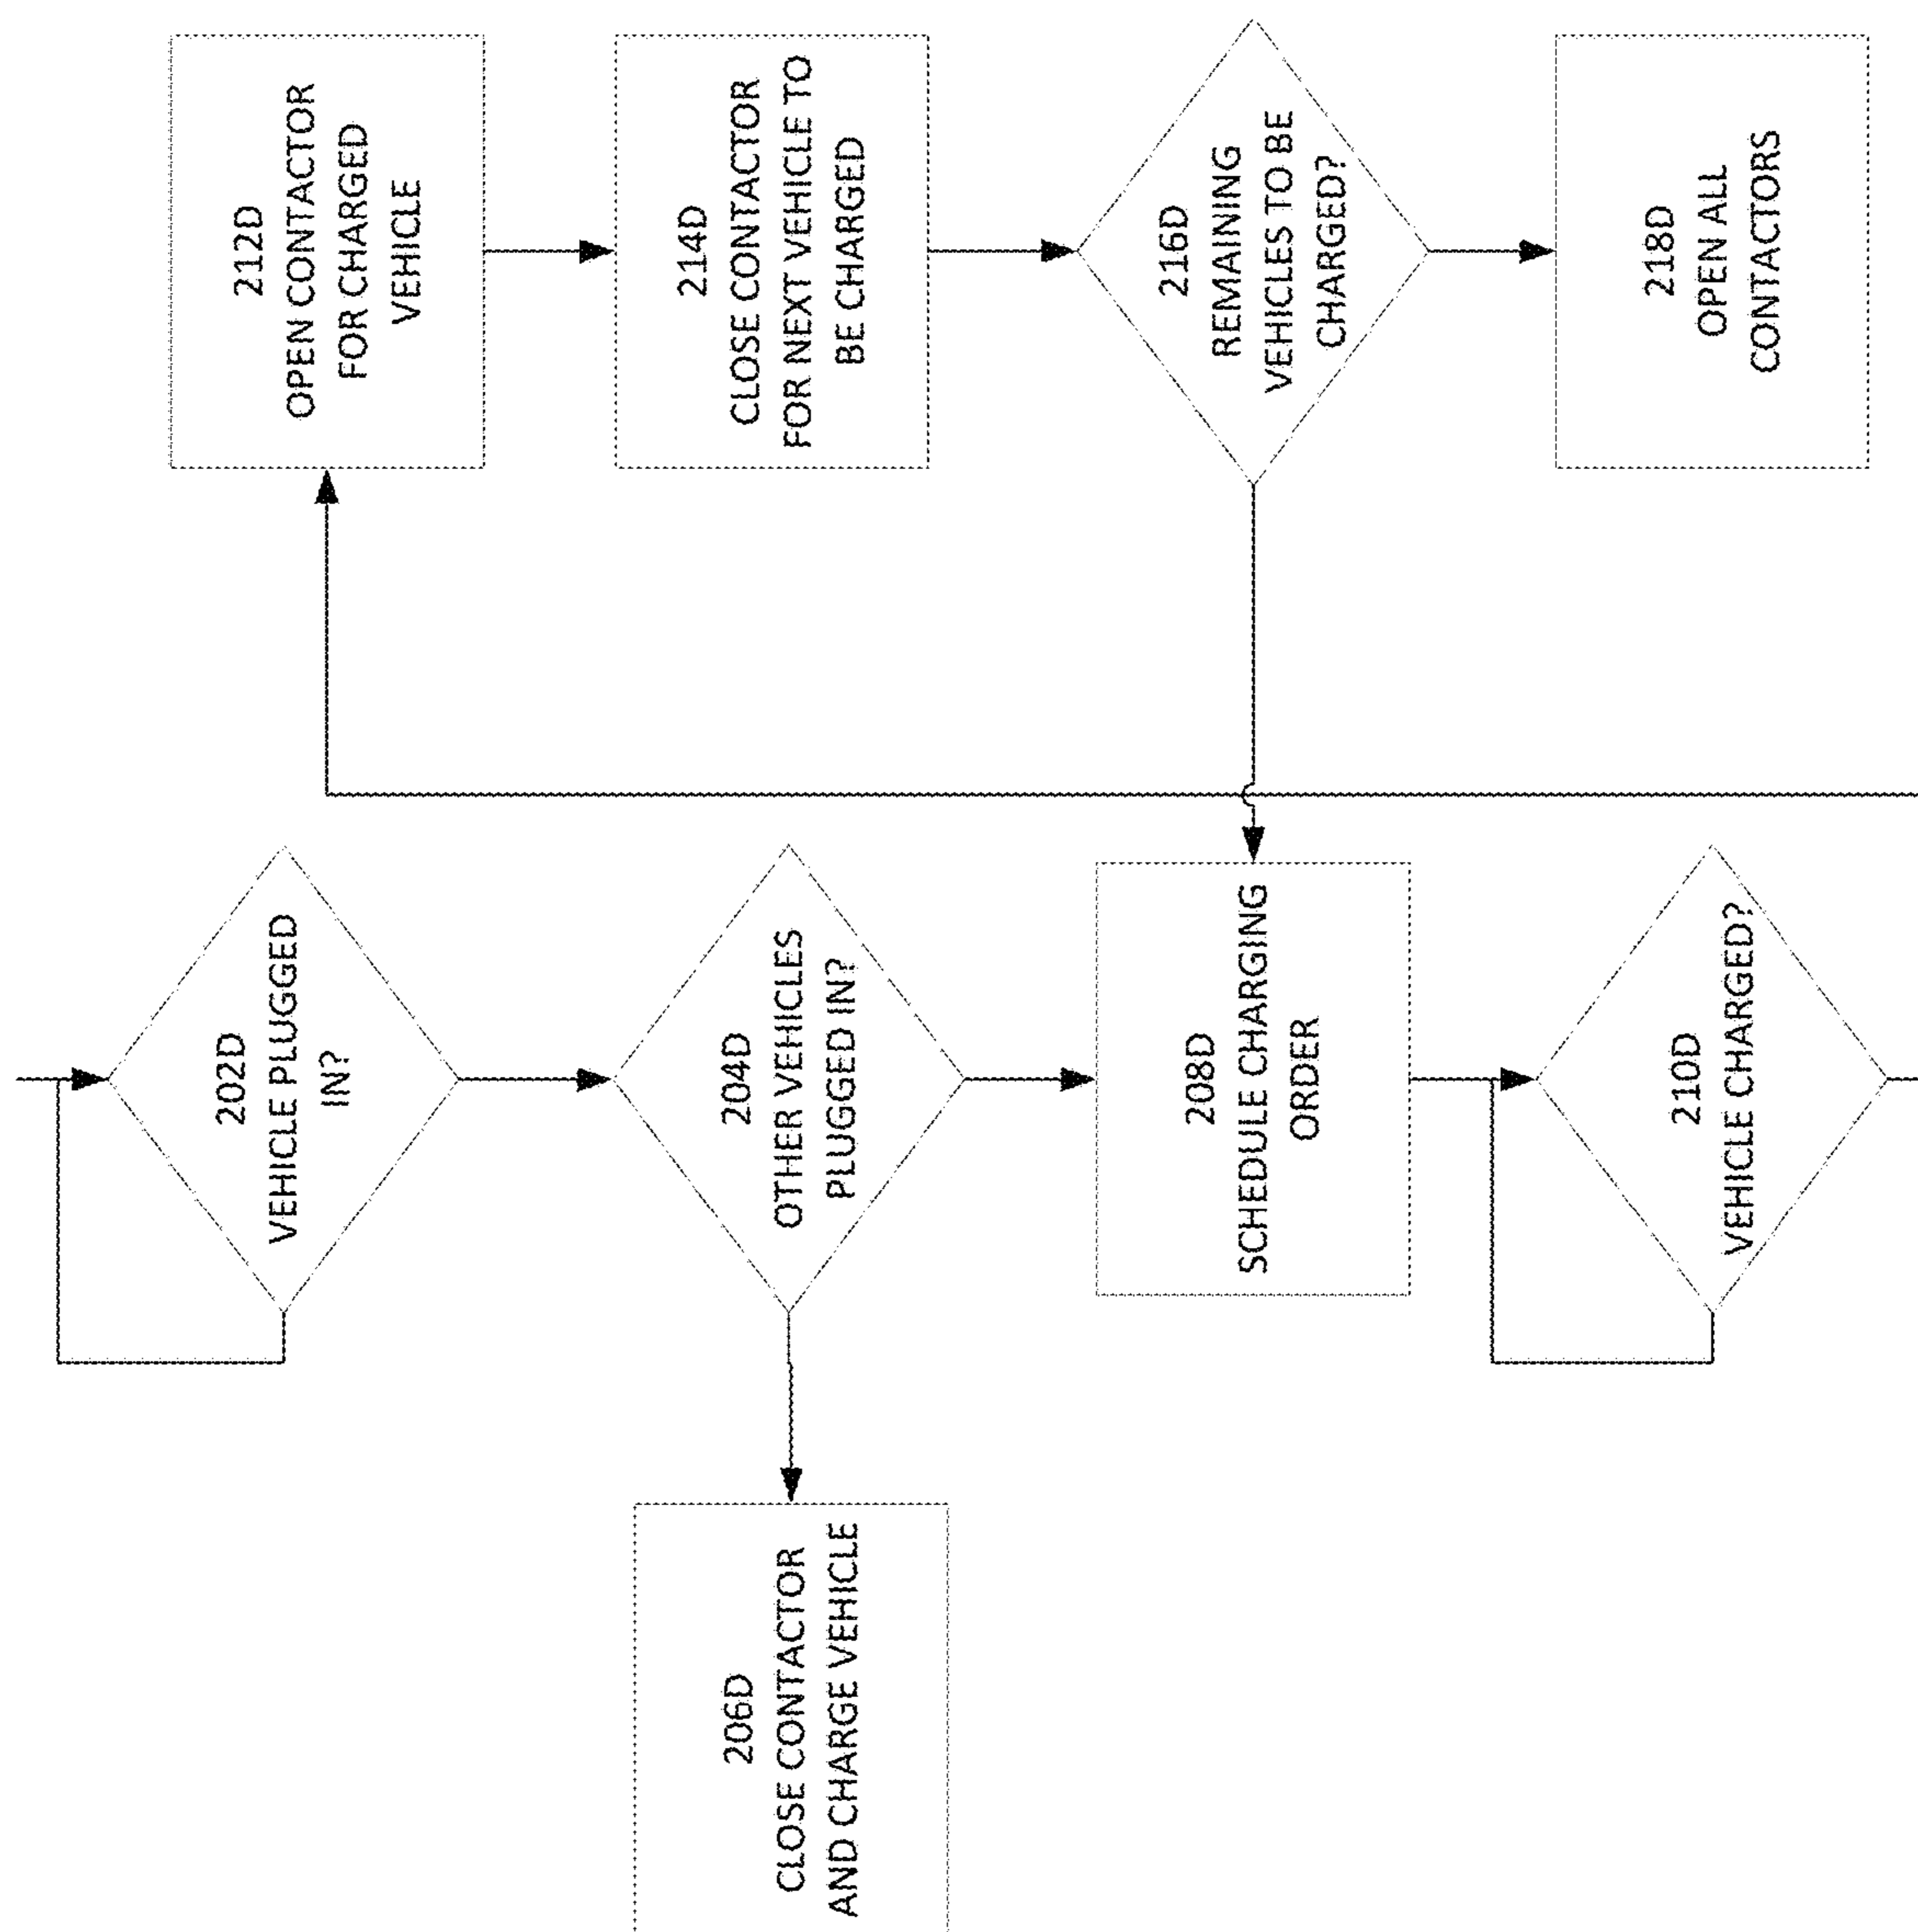 202D
VEHICLE PLUGGED
IN?
204D
OTHER VEHICLES
PLUGGED IN?
206D
CLOSE CONTACTOR
AND CHARGE VEHICLE
208D
SCHEDULE CHARGING
ORDER
210D
VEHICLE CHARGED?
212D
OPEN CONTACTOR
FOR CHARGED
VEHICLE
214D
CLOSE CONTACTOR
FOR NEXT VEHICLE TO
BE CHARGED
216D
REMAINING
VEHICLES TO BE
CHARGED?
218D
OPEN ALL
CONTACTORS